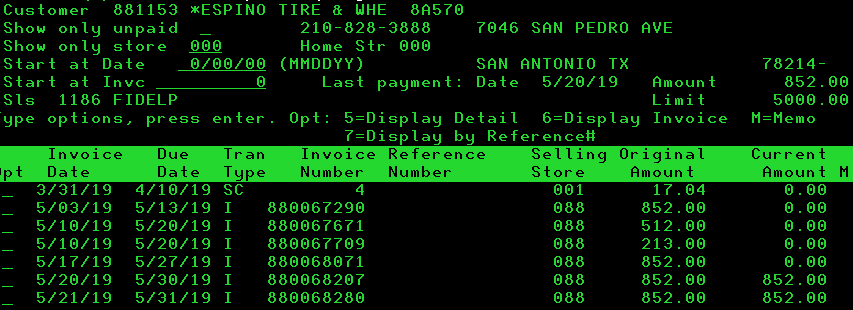 Customer 881153 *ESPINO TIRE & WHE 8A570
Show only unpaid _ 210-828-3888 7046 SAN PEDRO AVE
Show only store 000 Home Str 000
Start at Date 0/00/00 (MMDDYY) SAN ANTONIO TX 78214-
Start at Invc 0 Last payment: Date 5/20/19 Amount 852.00
Sls 1186 FIDELP Limit 5000.00
Type options, press enter. Opt: 5=Display Detail 6=Display Invoice M=Memo
7=Display by Reference#
Invoice Due Tran Invoice Reference Selling Original Current
Opt Date Date Type Number Number Store Amount Amount M
_ 3/31/19 4/10/19 SC 4 001 17.04 0.00
_ 5/03/19 5/13/19 I 880067290 088 852.00 0.00
_ 5/10/19 5/20/19 I 880067671 088 512.00 0.00
_ 5/10/19 5/20/19 I 880067709 088 213.00 0.00
_ 5/17/19 5/27/19 I 880068071 088 852.00 0.00
_ 5/20/19 5/30/19 I 880068207 088 852.00 852.00
_ 5/21/19 5/31/19 I 880068280 088 852.00 852.00